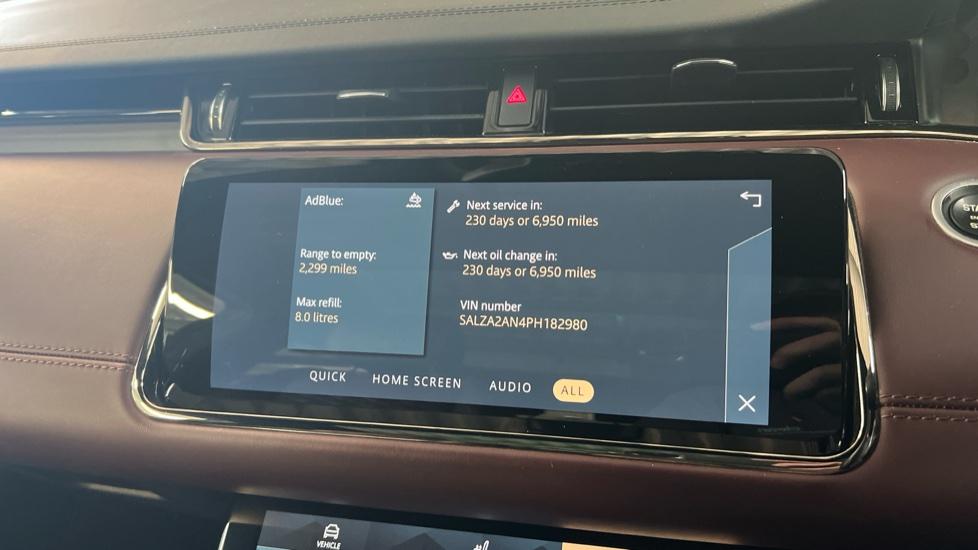 AdBlue:
Range to empty:
2,299 miles
Max refill:
8.0 litres
Next service in:
230 days or 6,950 miles
Next oil change in:
230 days or 6,950 miles
VIN number
SALZA2AN4PH182980
QUICK
HOME SCREEN
AUDIO
ALL
VEHICLE